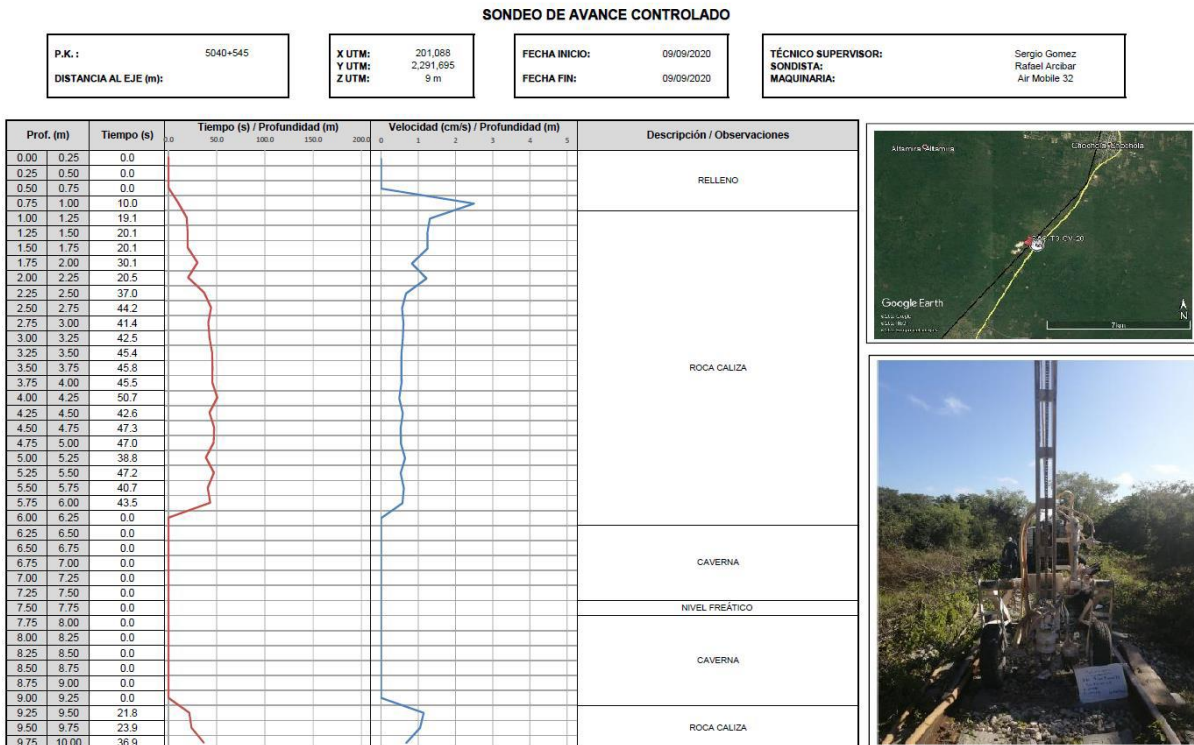 SONDEO DE AVANCE CONTROLADO
P.K. : 5040+545
DISTANCIA AL EJE (m):
X UTM: 201,088
Y UTM: 2,291,695
Z UTM: 9 m
FECHA INICIO: 09/09/2020
FECHA FIN: 09/09/2020
TÉCNICO SUPERVISOR: Sergio Gomez
SONDISTA: Rafael Arcibar
MAQUINARIA: Air Mobile 32
Prof. (m) Tiempo (s) Tiempo (s) / Profundidad (m) Velocidad (cm/s) / Profundidad (m) Descripción / Observaciones
0.0 50.0 100.0 150.0 200.0 0 1 2 3 4 5
0.00 0.25 0.0
0.25 0.50 0.0
RELLENO
0.50 0.75 0.0
0.75 1.00 10.0
1.00 1.25 19.1
1.25 1.50 20.1
1.50 1.75 20.1
1.75 2.00 30.1
2.00 2.25 20.5
2.25 2.50 37.0
2.50 2.75 44.2
2.75 3.00 41.4
3.00 3.25 42.5
3.25 3.50 45.4
3.50 3.75 45.8 ROCA CALIZA
3.75 4.00 45.5
4.00 4.25 50.7
4.25 4.50 42.6
4.50 4.75 47.3
4.75 5.00 47.0
5.00 5.25 38.8
5.25 5.50 47.2
5.50 5.75 40.7
5.75 6.00 43.5
6.00 6.25 0.0
6.25 6.50 0.0
6.50 6.75 0.0
6.75 7.00 0.0 CAVERNA
7.00 7.25 0.0
7.25 7.50 0.0
7.50 7.75 0.0 NIVEL FREÁTICO
7.75 8.00 0.0
8.00 8.25 0.0
8.25 8.50 0.0
CAVERNA
8.50 8.75 0.0
8.75 9.00 0.0
9.00 9.25 0.0
9.25 9.50 21.8
9.50 9.75 23.9 ROCA CALIZA
9.75 10.00 36.9
Altamira Altamira
Chochola Chochola
T3-CV-20
Google Earth
N
7 km